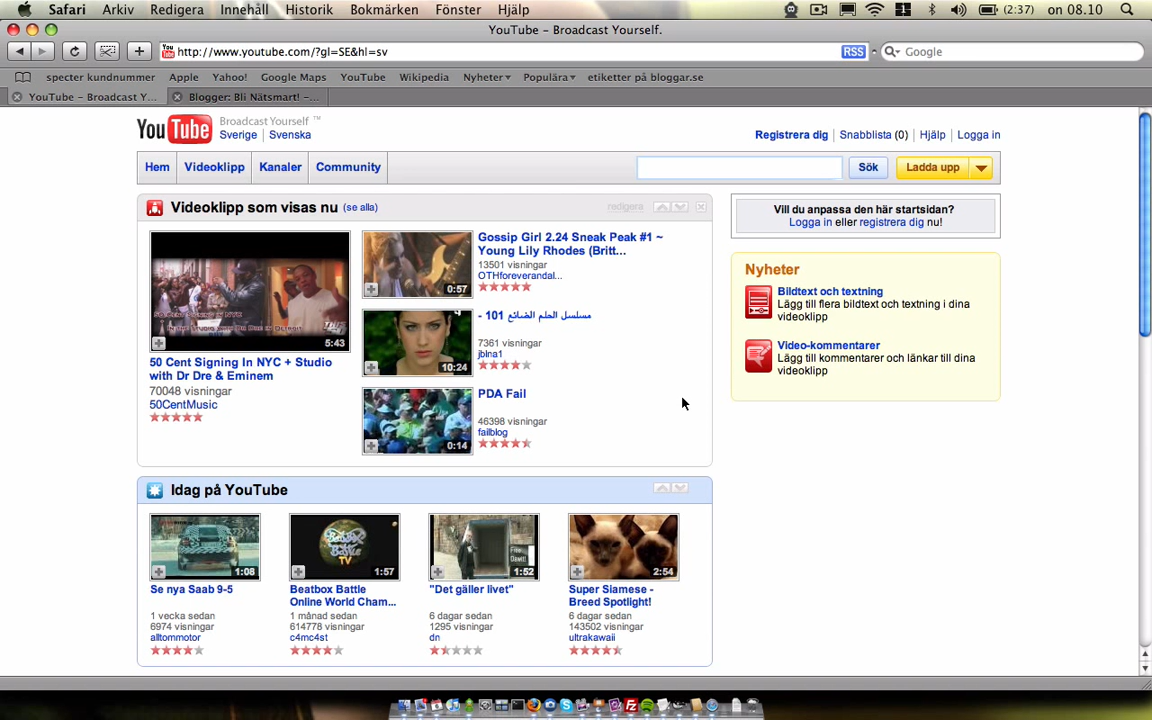 Safari Arkiv Redigera Innehåll Historik Bokmärken Fönster Hjälp (2:37) on 08.10
YouTube - Broadcast Yourself.
You Tube http://www.youtube.com/?gl=SE&hl=sv RSS Google
specter kundnummer Apple Yahoo! Google Maps YouTube Wikipedia Nyheter Populära etiketter på bloggar.se
YouTube - Broadcast Y... Blogger: Bli Nätsmart! -...
You Tube
Broadcast Yourself ™
Sverige | Svenska
Registrera dig | Snabblista (0) | Hjälp | Logga in
Hem Videoklipp Kanaler Community Sök Ladda upp
Videoklipp som visas nu (se alla) redigera
5:43
50 Cent Signing In NYC + Studio
with Dr Dre & Eminem
70048 visningar
50CentMusic
0:57
Gossip Girl 2.24 Sneak Peak #1 ~
Young Lily Rhodes (Britt...
13501 visningar
OTHforeverandal...
10:24
مسلسل الحلم الضائع 101 -
7361 visningar
jblna1
0:14
PDA Fail
46398 visningar
failblog
Vill du anpassa den här startsidan?
Logga in eller registrera dig nu!
Nyheter
Bildtext och textning
Lägg till flera bildtext och textning i dina
videoklipp
Video-kommentarer
Lägg till kommentarer och länkar till dina
videoklipp
Idag på YouTube
1:08
Se nya Saab 9-5
1 vecka sedan
6974 visningar
alltommotor
Beatbox Battle TV
1:57
Beatbox Battle
Online World Cham...
1 månad sedan
614778 visningar
c4mc4st
Free
Dawit!
1:52
"Det gäller livet"
6 dagar sedan
1295 visningar
dn
2:54
Super Siamese -
Breed Spotlight!
6 dagar sedan
143502 visningar
ultrakawaii